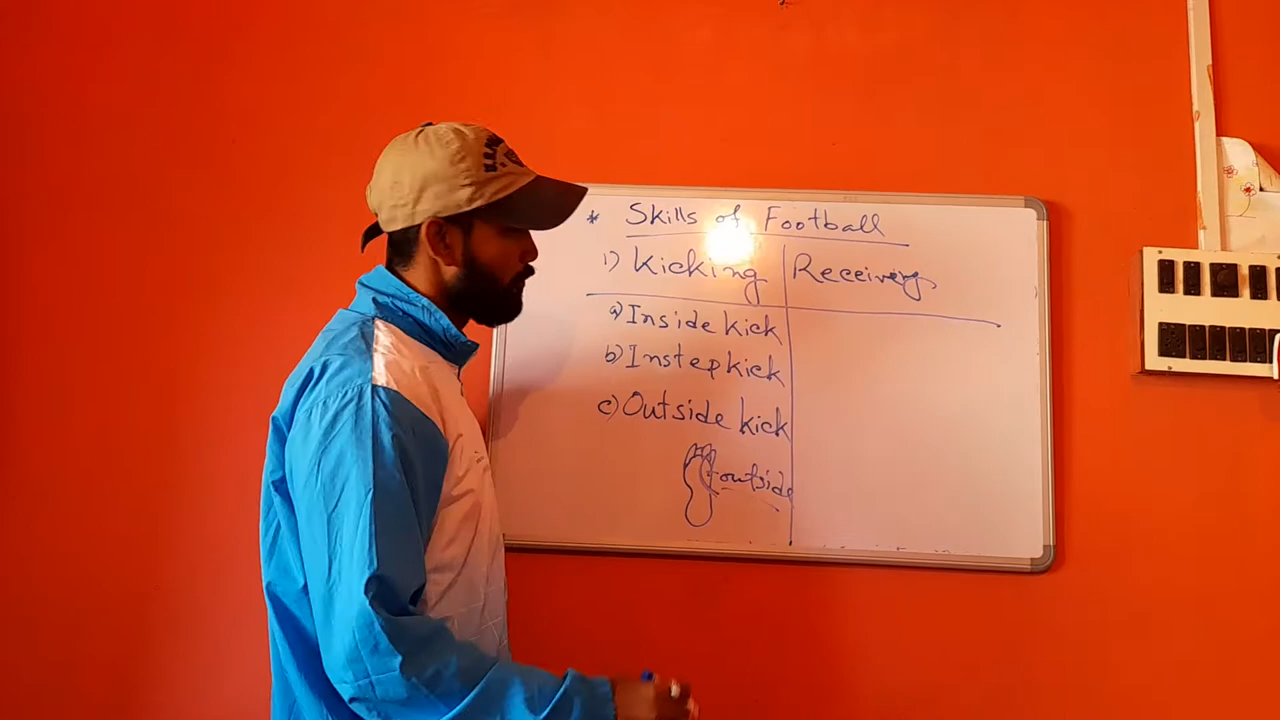 * Skills of Football
1) Kicking | Receiving
a) Inside kick
b) Instep kick
c) Outside kick
outside